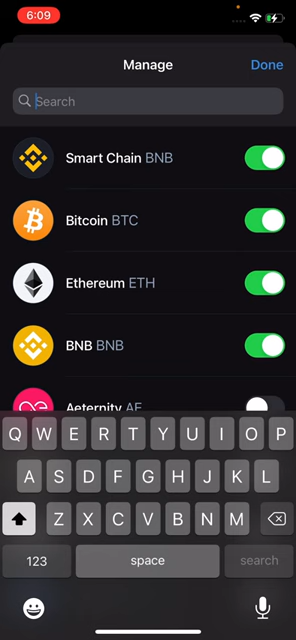 6:09
Manage
Done
Search
Smart Chain BNB
Bitcoin BTC
Ethereum ETH
BNB BNB
Aeternity AE
Q W E R T Y U I O P
A S D F G H J K L
Z X C V B N M
123 space search